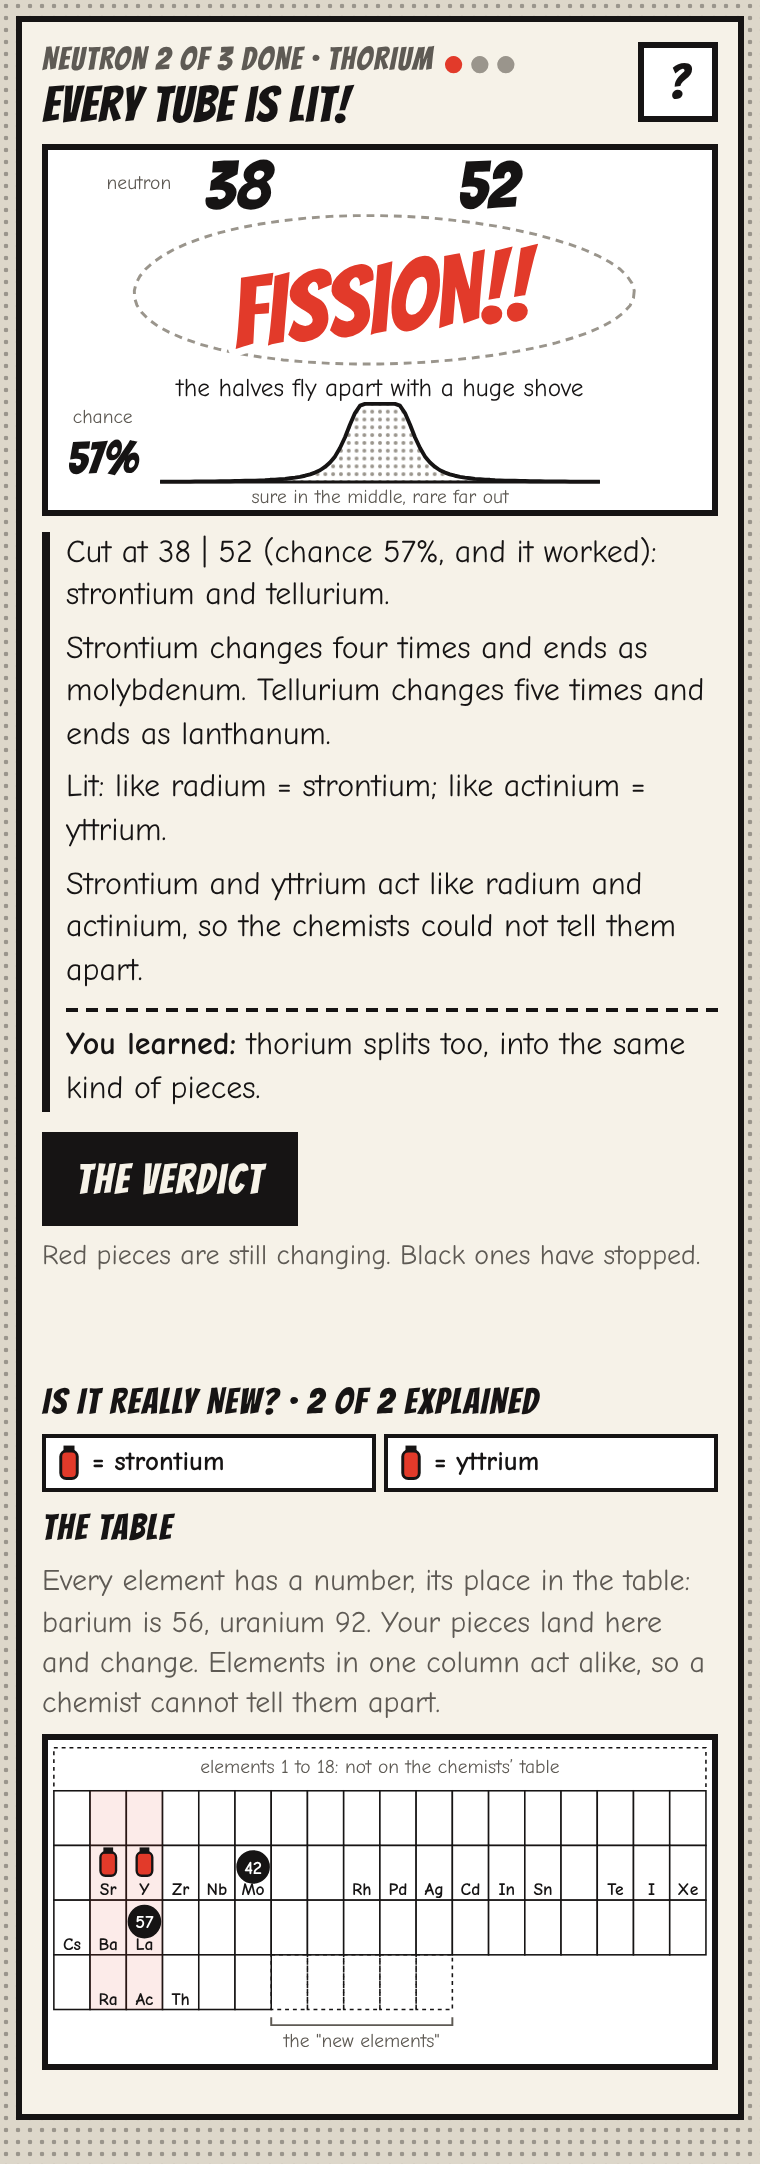 NEUTRON 2 OF 3 DONE · THORIUM
EVERY TUBE IS LIT!
?
neutron
38
52
FISSION!!
the halves fly apart with a huge shove
chance
57%
sure in the middle, rare far out
Cut at 38 | 52 (chance 57%, and it worked):
strontium and tellurium.
Strontium changes four times and ends as
molybdenum. Tellurium changes five times and
ends as lanthanum.
Lit: like radium = strontium; like actinium =
yttrium.
Strontium and yttrium act like radium and
actinium, so the chemists could not tell them
apart.
You learned: thorium splits too, into the same
kind of pieces.
THE VERDICT
Red pieces are still changing. Black ones have stopped.
IS IT REALLY NEW? · 2 OF 2 EXPLAINED
= strontium
= yttrium
THE TABLE
Every element has a number, its place in the table:
barium is 56, uranium 92. Your pieces land here
and change. Elements in one column act alike, so a
chemist cannot tell them apart.
elements 1 to 18: not on the chemists' table
42
Sr Y Zr Nb Mo Rh Pd Ag Cd In Sn Te I Xe
57
Cs Ba La
Ra Ac Th
the "new elements"